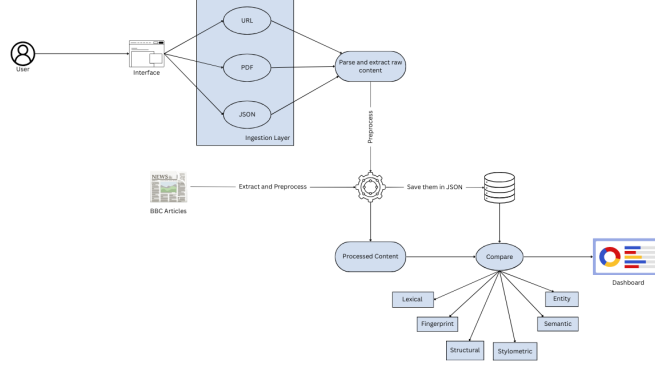 URL
User
Interface
PDF
Parse and extract raw
content
JSON
Ingestion Layer
Preprocess
NEWS
BBC Articles
Extract and Preprocess
Save them in JSON
Processed Content
Compare
Dashboard
Lexical
Entity
Fingerprint
Semantic
Structural
Stylometric